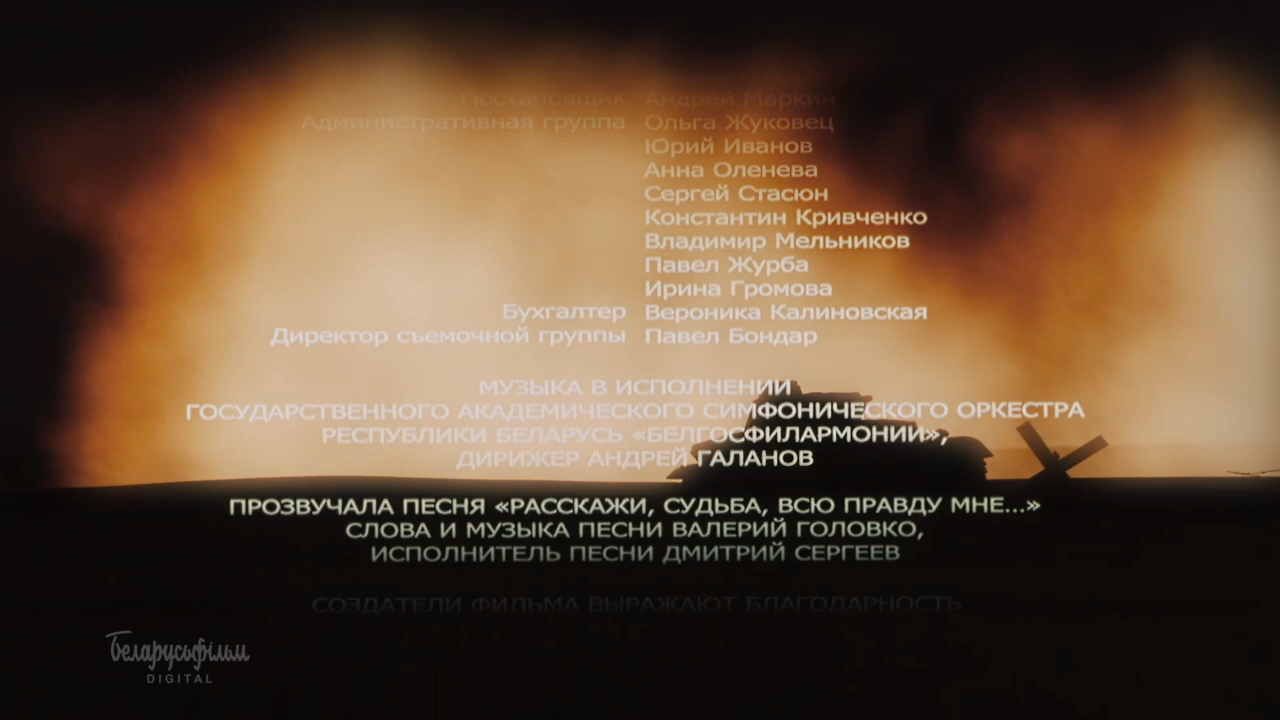 Постановщик Андрей Маркин
Административная группа Ольга Жуковец
Юрий Иванов
Анна Оленева
Сергей Стасюн
Константин Кривченко
Владимир Мельников
Павел Журба
Ирина Громова
Бухгалтер Вероника Калиновская
Директор съемочной группы Павел Бондар
МУЗЫКА В ИСПОЛНЕНИИ
ГОСУДАРСТВЕННОГО АКАДЕМИЧЕСКОГО СИМФОНИЧЕСКОГО ОРКЕСТРА
РЕСПУБЛИКИ БЕЛАРУСЬ «БЕЛГОСФИЛАРМОНИИ»,
ДИРИЖЕР АНДРЕЙ ГАЛАНОВ
ПРОЗВУЧАЛА ПЕСНЯ «РАССКАЖИ, СУДЬБА, ВСЮ ПРАВДУ МНЕ...»
СЛОВА И МУЗЫКА ПЕСНИ ВАЛЕРИЙ ГОЛОВКО,
ИСПОЛНИТЕЛЬ ПЕСНИ ДМИТРИЙ СЕРГЕЕВ
СОЗДАТЕЛИ ФИЛЬМА ВЫРАЖАЮТ БЛАГОДАРНОСТЬ
Беларусьфільм
DIGITAL